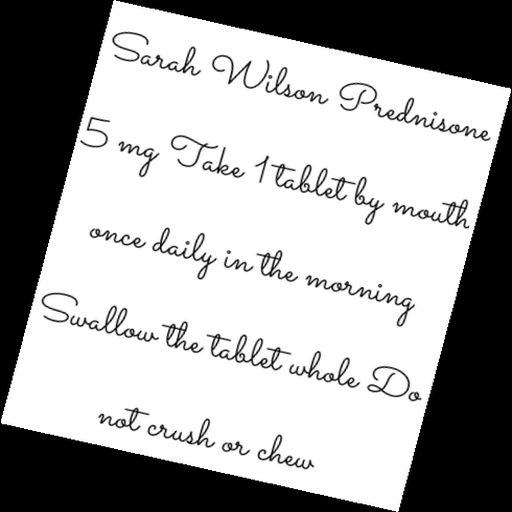 Sarah Wilson Prednisone
5 mg Take 1 tablet by mouth
once daily in the morning
Swallow the tablet whole Do
not crush or chew